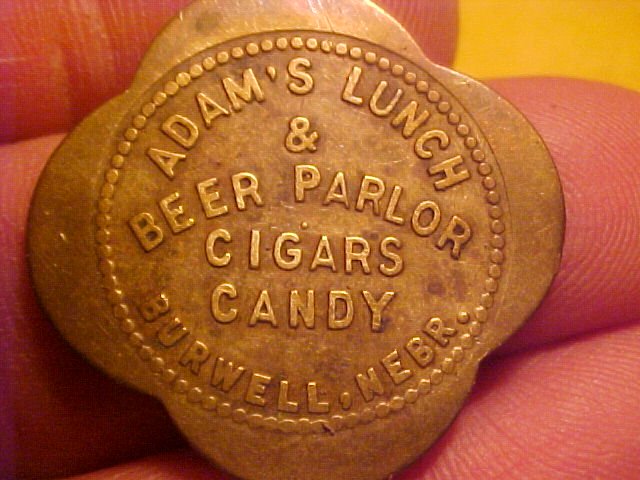 ADAM'S LUNCH
&
BEER PARLOR
CIGARS
CANDY
BURWELL, NEBR.